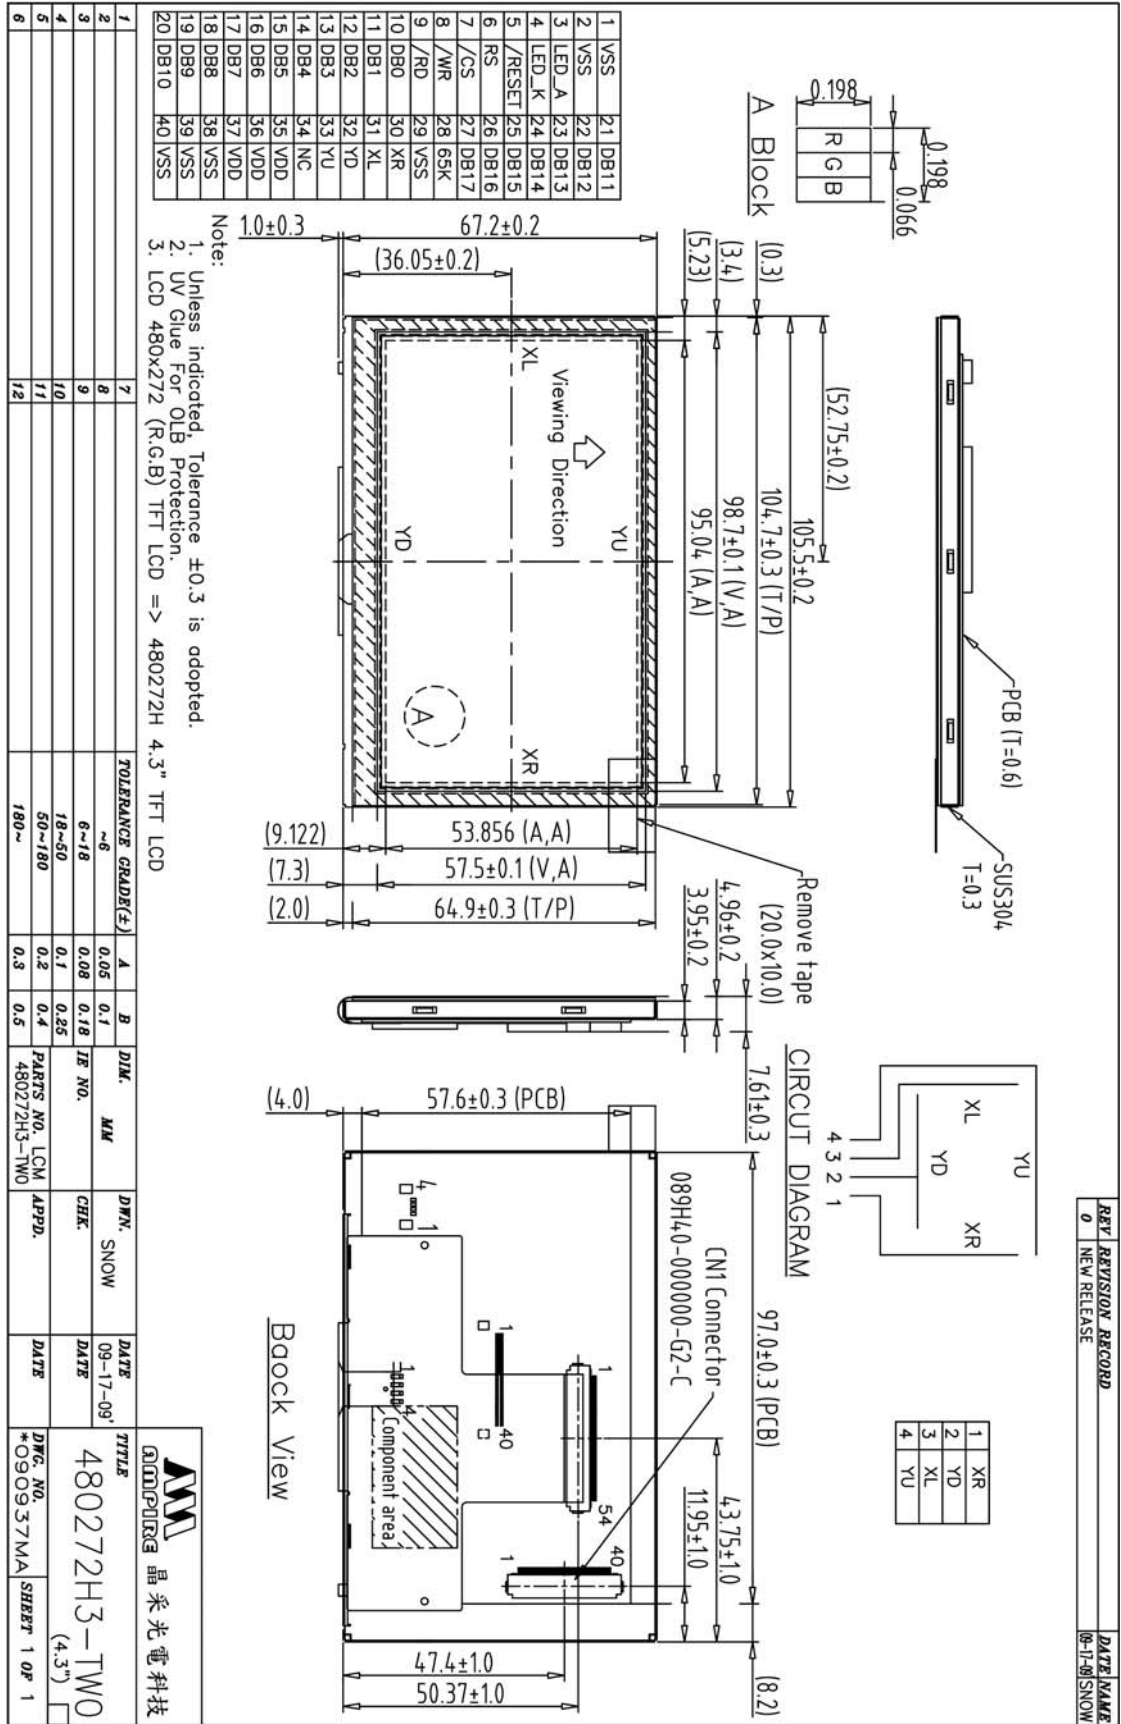 REV REVISION RECORD DATE NAME
0 NEW RELEASE 09-17-09' SNOW
0.198
0.066
0.198
R G B
A Block
PCB (T=0.6)
SUS304
T=0.3
(52.75±0.2)
105.5±0.2
104.7±0.3 (T/P)
98.7±0.1 (V,A)
95.04 (A,A)
(0.3)
(3.4)
(5.23)
67.2±0.2
(36.05±0.2)
1.0±0.3
Viewing Direction
XL
YU
YD
XR
A
53.856 (A,A)
57.5±0.1 (V,A)
64.9±0.3 (T/P)
(9.122)
(7.3)
(2.0)
Remove tape
(20.0x10.0)
4.96±0.2
3.95±0.2
7.61±0.3
YU
XL
XR
YD
4 3 2 1
CIRCUT DIAGRAM
1 XR
2 YD
3 XL
4 YU
97.0±0.3 (PCB)
(8.2)
43.75±1.0
11.95±1.0
CN1 Connector
089H40-000000-G2-C
57.6±0.3 (PCB)
(4.0)
4
1
1
40
1
54
1
40
1
4
Component area
47.4±1.0
50.37±1.0
Baock View
1 VSS 21 DB11
2 VSS 22 DB12
3 LED_A 23 DB13
4 LED_K 24 DB14
5 /RESET 25 DB15
6 RS 26 DB16
7 /CS 27 DB17
8 /WR 28 65K
9 /RD 29 VSS
10 DB0 30 XR
11 DB1 31 XL
12 DB2 32 YD
13 DB3 33 YU
14 DB4 34 NC
15 DB5 35 VDD
16 DB6 36 VDD
17 DB7 37 VDD
18 DB8 38 VSS
19 DB9 39 VSS
20 DB10 40 VSS
Note:
1. Unless indicated, Tolerance ±0.3 is adopted.
2. UV Glue For OLB Protection.
3. LCD 480x272 (R.G.B) TFT LCD => 480272H 4.3" TFT LCD
1 7 TOLERANCE GRADE(±) A B
2 8 ~6 0.05 0.1
3 9 6~18 0.08 0.18
4 10 18~50 0.1 0.25
5 11 50~180 0.2 0.4
6 12 180~ 0.3 0.5
DIM. MM
IE NO.
PARTS NO. LCM
480272H3-TW0
DWN. SNOW
CHK.
APPD.
DATE 09-17-09'
DATE
DATE
AMPIRE 晶采光電科技
TITLE
480272H3-TW0
(4.3")
DWG. NO.
*O90937MA
SHEET 1 OF 1